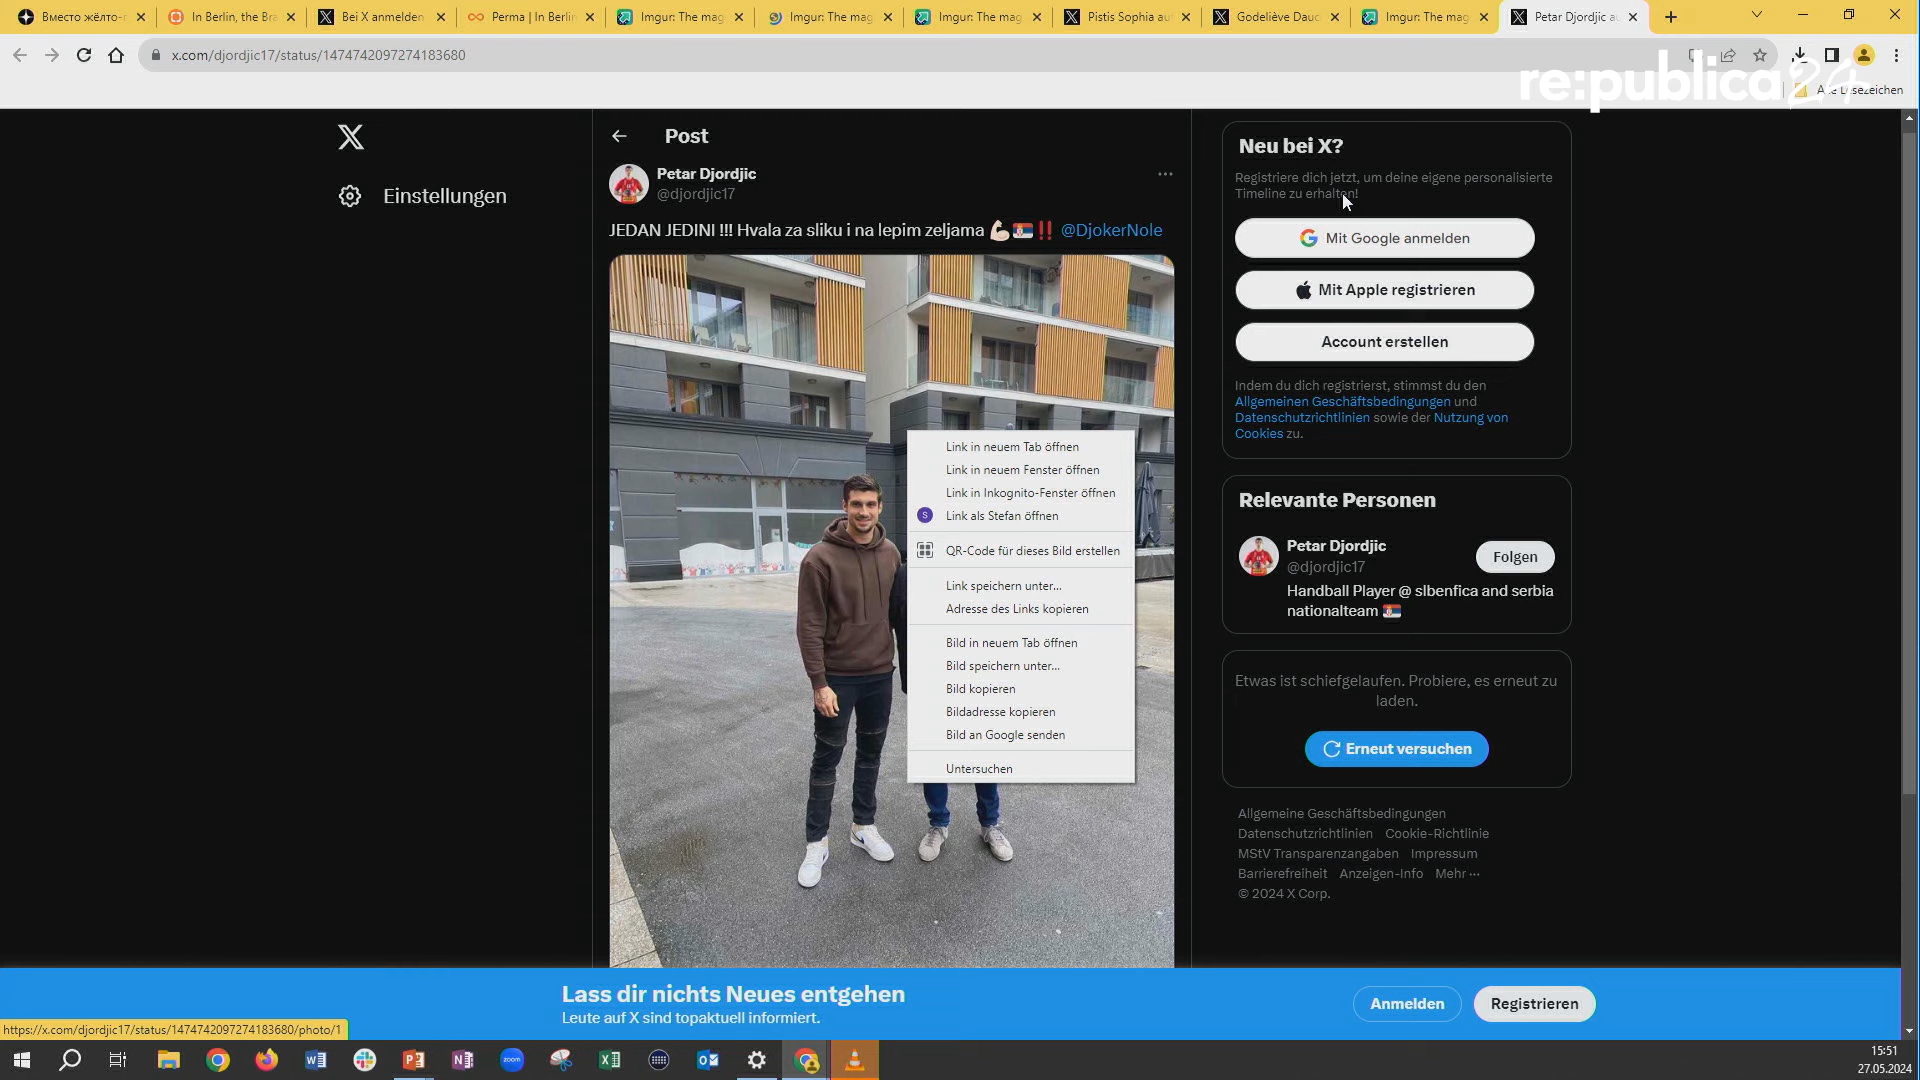 Вместо жёлто-
In Berlin, the Bra
Bei X anmelden
Perma | In Berlin
Imgur: The mag
Imgur: The mag
Imgur: The mag
Pistis Sophia au
Godeliève Daud
Imgur: The mag
Petar Djordjic au
x.com/djordjic17/status/1474742097274183680
re:publica24
Alle Lesezeichen
Einstellungen
Post
Petar Djordjic
@djordjic17
JEDAN JEDINI !!! Hvala za sliku i na lepim zeljama 💪🏻🇷🇸‼️ @DjokerNole
Link in neuem Tab öffnen
Link in neuem Fenster öffnen
Link in Inkognito-Fenster öffnen
S Link als Stefan öffnen
QR-Code für dieses Bild erstellen
Link speichern unter...
Adresse des Links kopieren
Bild in neuem Tab öffnen
Bild speichern unter...
Bild kopieren
Bildadresse kopieren
Bild an Google senden
Untersuchen
Neu bei X?
Registriere dich jetzt, um deine eigene personalisierte
Timeline zu erhalten!
Mit Google anmelden
Mit Apple registrieren
Account erstellen
Indem du dich registrierst, stimmst du den
Allgemeinen Geschäftsbedingungen und
Datenschutzrichtlinien sowie der Nutzung von
Cookies zu.
Relevante Personen
Petar Djordjic
@djordjic17
Folgen
Handball Player @ slbenfica and serbia
nationalteam 🇷🇸
Etwas ist schiefgelaufen. Probiere, es erneut zu
laden.
Erneut versuchen
Allgemeine Geschäftsbedingungen
Datenschutzrichtlinien Cookie-Richtlinie
MStV Transparenzangaben Impressum
Barrierefreiheit Anzeigen-Info Mehr ···
© 2024 X Corp.
Lass dir nichts Neues entgehen
Leute auf X sind topaktuell informiert.
Anmelden
Registrieren
https://x.com/djordjic17/status/1474742097274183680/photo/1
zoom
15:51
27.05.2024